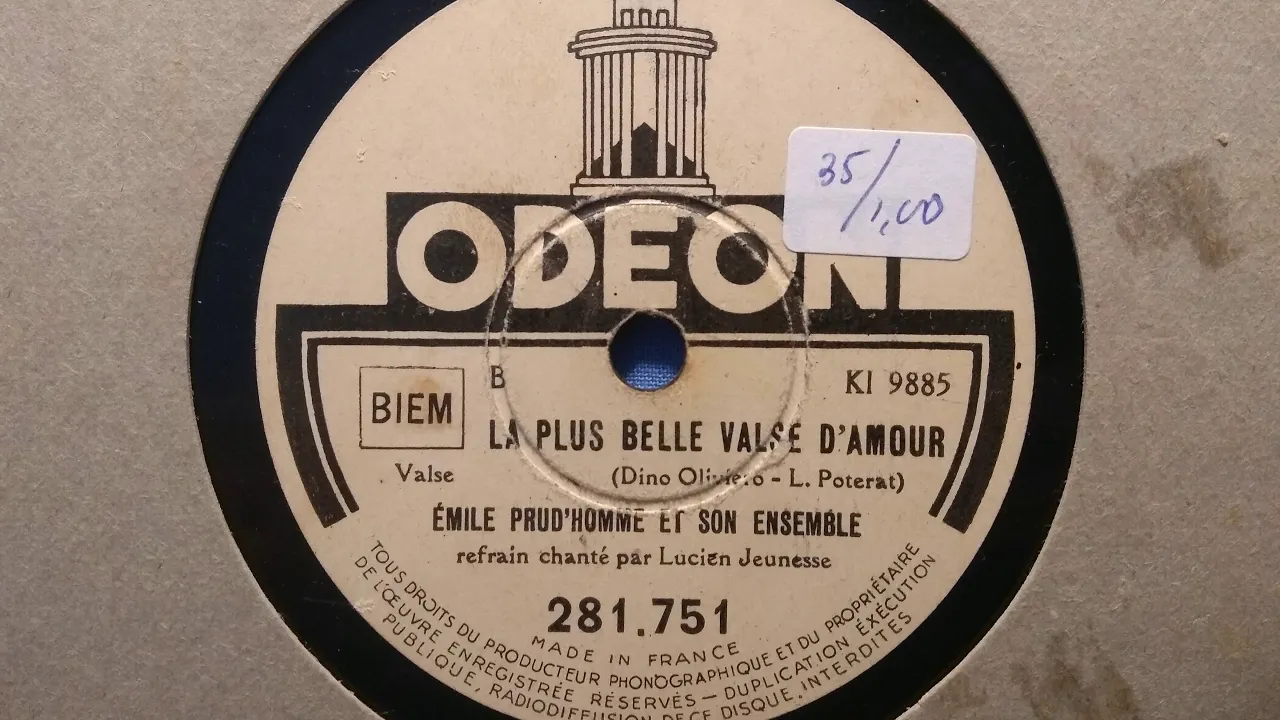 ODEON
35/1,00
BIEM
B
KI 9885
LA PLUS BELLE VALSE D'AMOUR
Valse
(Dino Oliviero - L. Poterat)
ÉMILE PRUD'HOMME ET SON ENSEMBLE
refrain chanté par Lucien Jeunesse
281.751
MADE IN FRANCE
TOUS DROITS DU PRODUCTEUR PHONOGRAPHIQUE ET DU PROPRIÉTAIRE
DE L'ŒUVRE ENREGISTRÉE RÉSERVÉS — DUPLICATION EXÉCUTION
PUBLIQUE, RADIODIFFUSION DE CE DISQUE INTERDITES